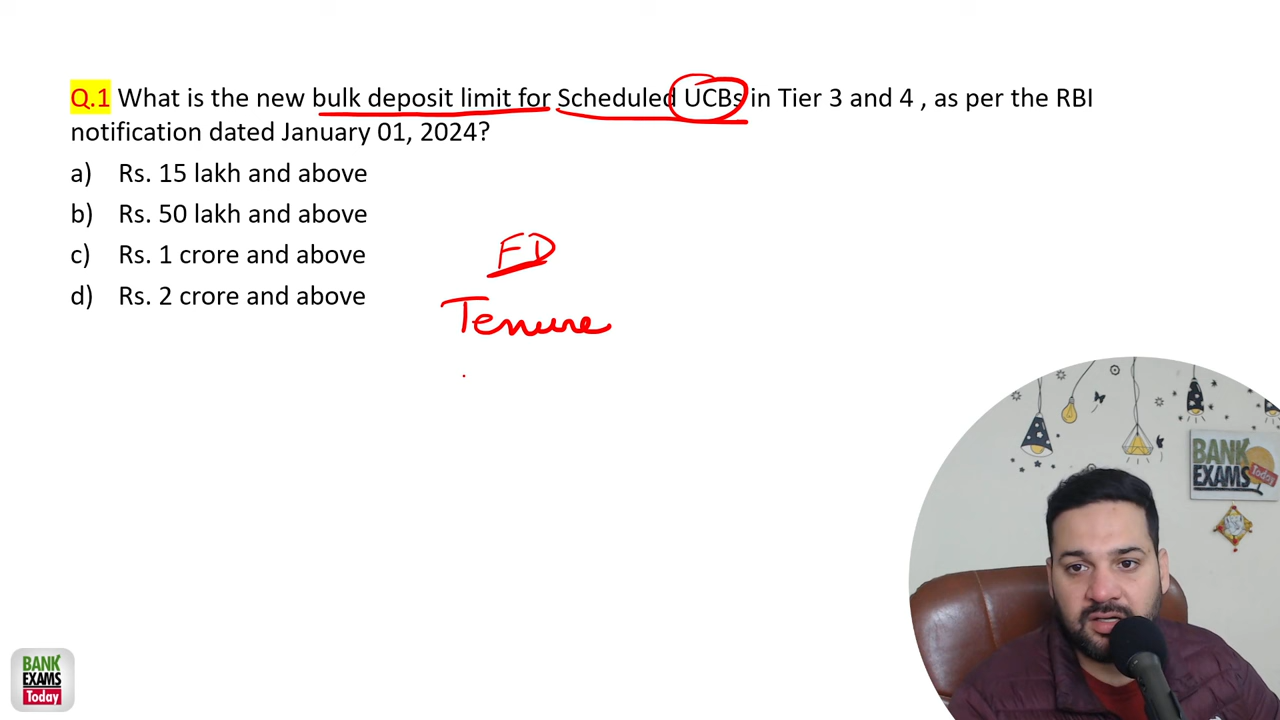 Q.1 What is the new bulk deposit limit for Scheduled UCBs in Tier 3 and 4 , as per the RBI
notification dated January 01, 2024?
a) Rs. 15 lakh and above
b) Rs. 50 lakh and above
c) Rs. 1 crore and above
d) Rs. 2 crore and above
FD
Tenure
BANK
EXAMS
Today
BANK
EXAMS
Today